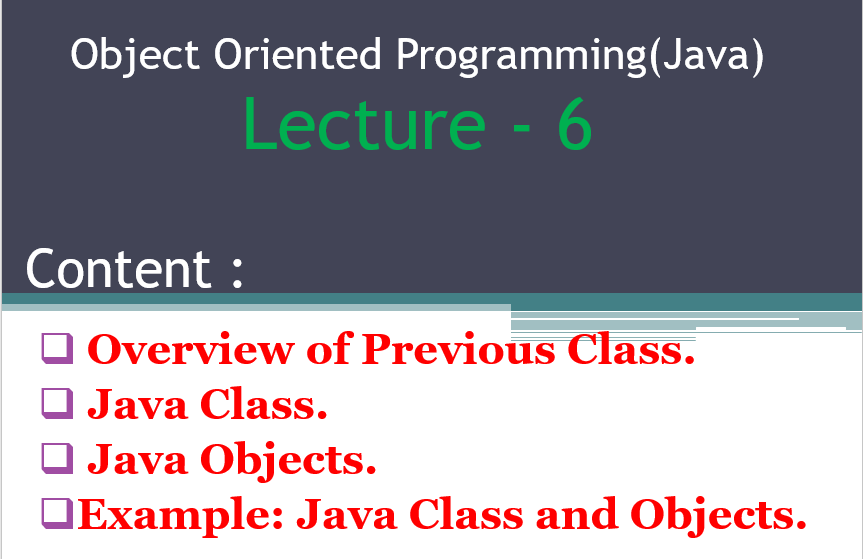 Object Oriented Programming(Java)
Lecture - 6
Content :
Overview of Previous Class.
Java Class.
Java Objects.
Example: Java Class and Objects.